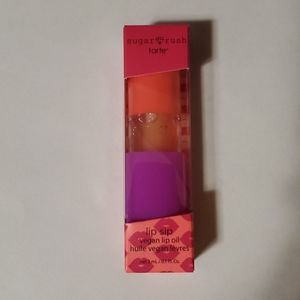 sugar rush
tarte
lip sip
vegan lip oil
huile vegan lèvres